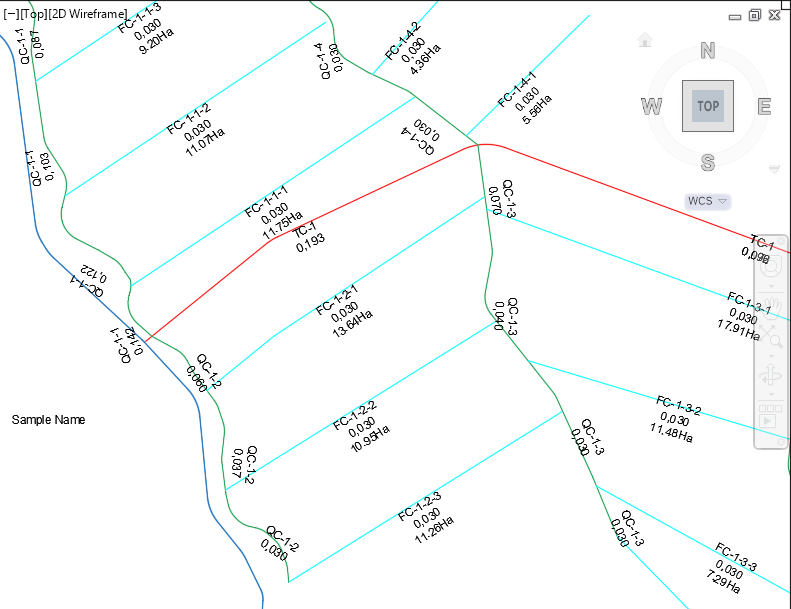 [−][Top][2D Wireframe]
FC-1-1-3
0,030
9.20Ha
QC-1-1
0,087
QC-1-4
0,030
FC-1-4-2
0,030
4,36Ha
FC-1-4-1
0,030
5.56Ha
N
W
TOP
E
S
WCS
FC-1-1-2
0,030
11.07Ha
QC-1-4
0,030
QC-1-1
0,103
FC-1-1-1
0,030
11.75Ha
TC-1
0,193
QC-1-3
0,070
TC-1
QC-1-1
0,122
FC-1-2-1
0,030
13.64Ha
QC-1-3
0,040
FC-1-3-1
0,030
17.91Ha
QC-1-1
0,142
QC-1-2
0,060
Sample Name
FC-1-2-2
0,030
10.95Ha
FC-1-3-2
0,030
11.48Ha
QC-1-3
0,030
QC-1-2
0,037
FC-1-2-3
0,030
11.26Ha
QC-1-3
0,030
QC-1-2
0,030
FC-1-3-3
0,030
7.29Ha